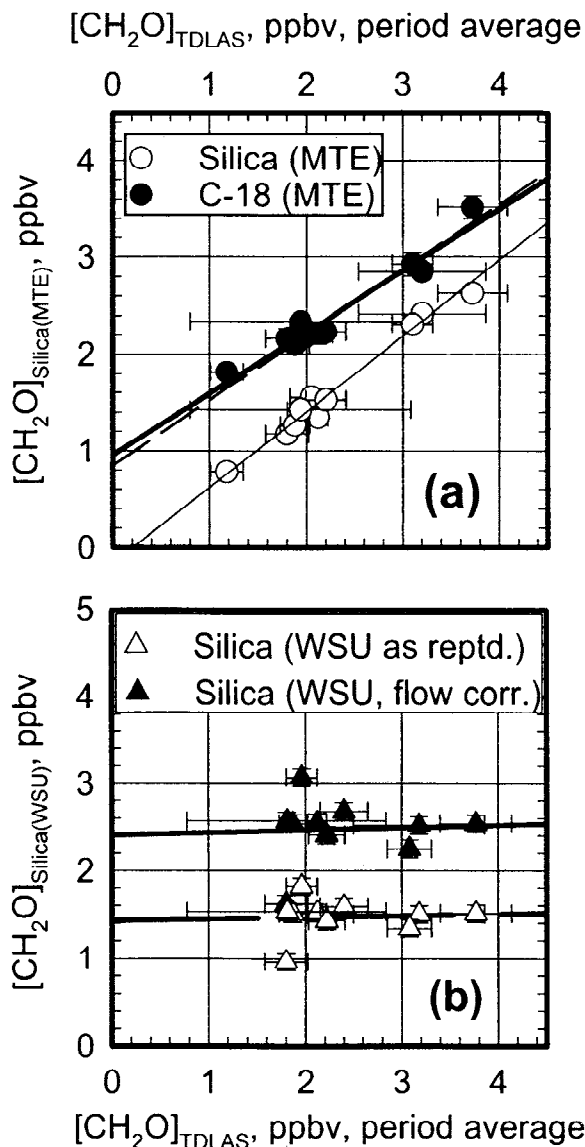 [CH₂O]TDLAS, ppbv, period average
0 1 2 3 4
[CH₂O]Silica(MTE), ppbv
4
3
2
1
0
Silica (MTE)
C-18 (MTE)
(a)
[CH₂O]Silica(WSU), ppbv
5
4
3
2
1
0
Silica (WSU as reptd.)
Silica (WSU, flow corr.)
(b)
0 1 2 3 4
[CH₂O]TDLAS, ppbv, period average